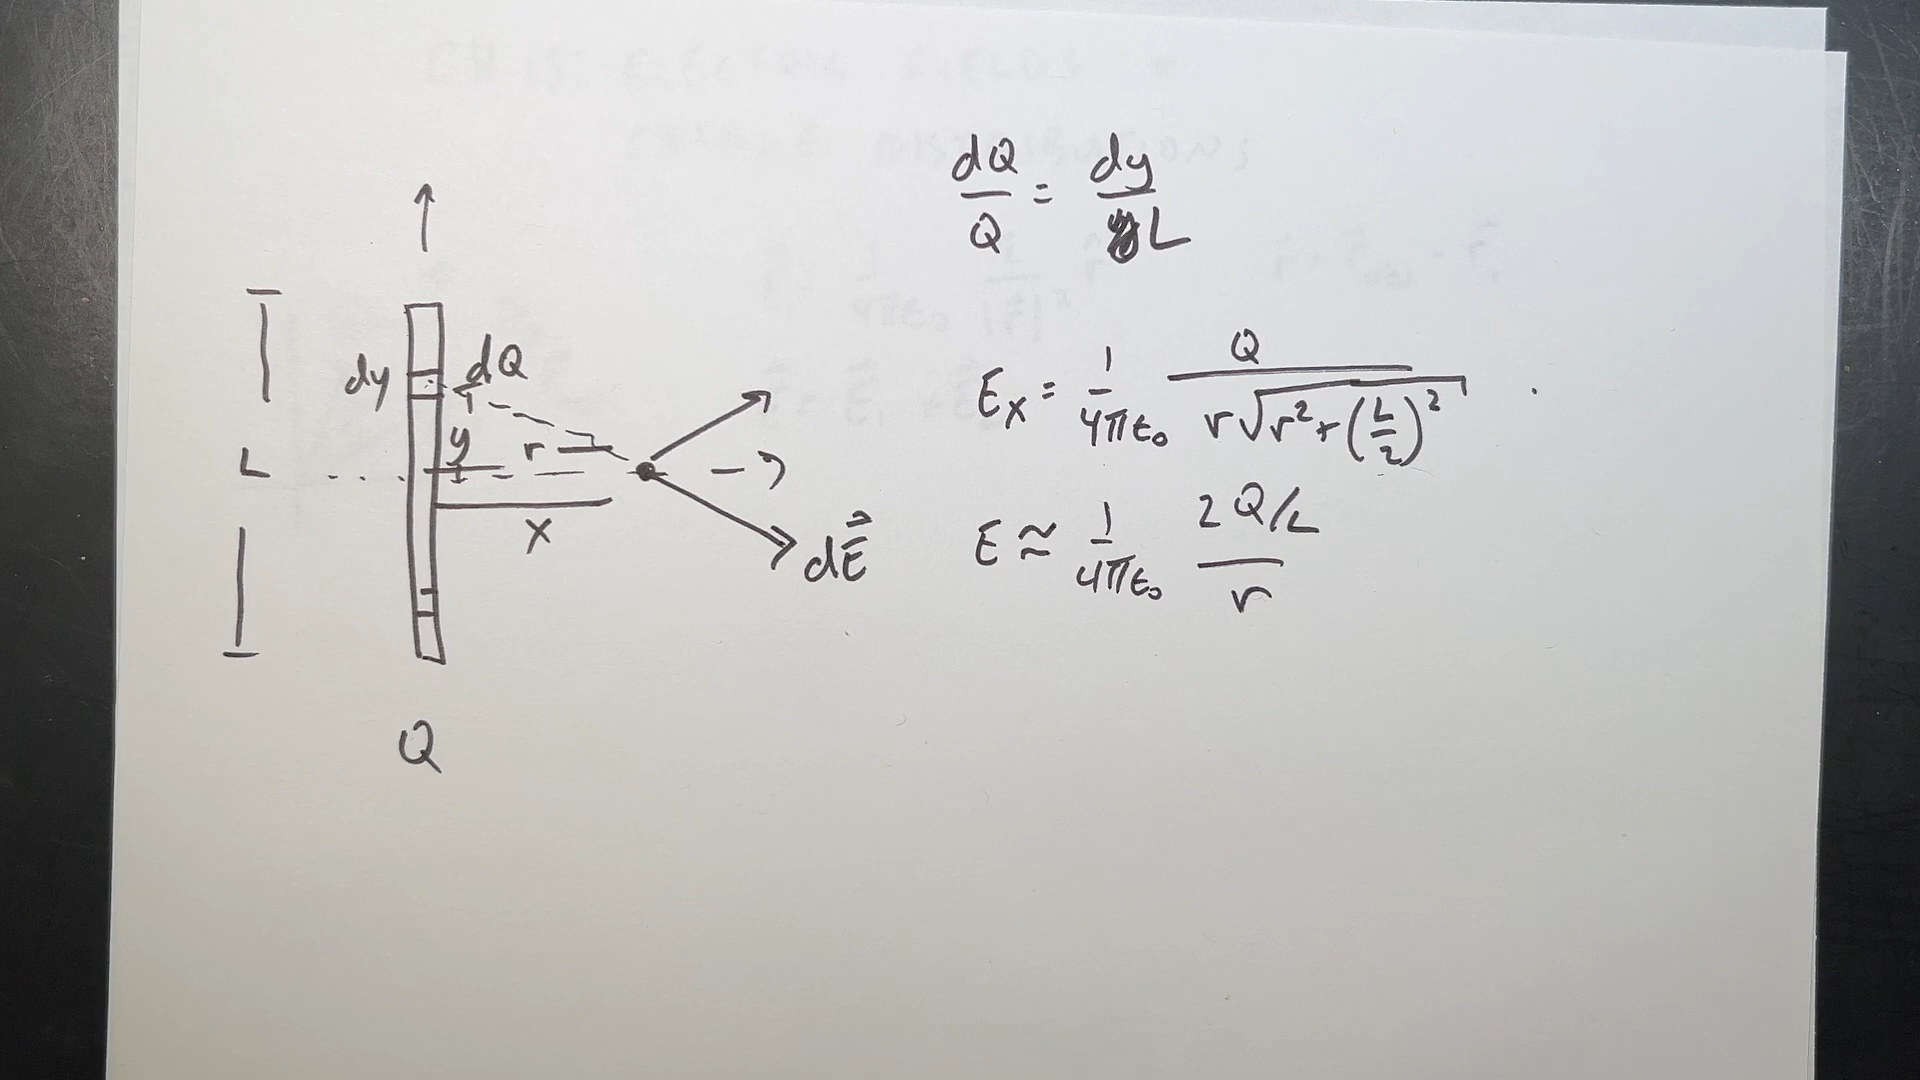 dQ/Q = dy/L
dy
dQ
y
r
L
x
dE⃗
Q
Ex = 1/4πε₀ Q/r√r²+(L/2)²
E ≈ 1/4πε₀ 2Q/L/r